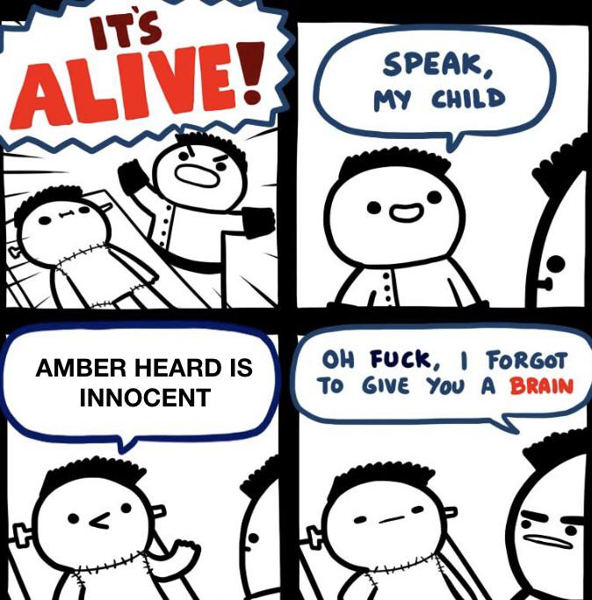 IT'S
ALIVE!
SPEAK,
MY CHILD
AMBER HEARD IS
INNOCENT
OH FUCK, I FORGOT
TO GIVE YOU A BRAIN